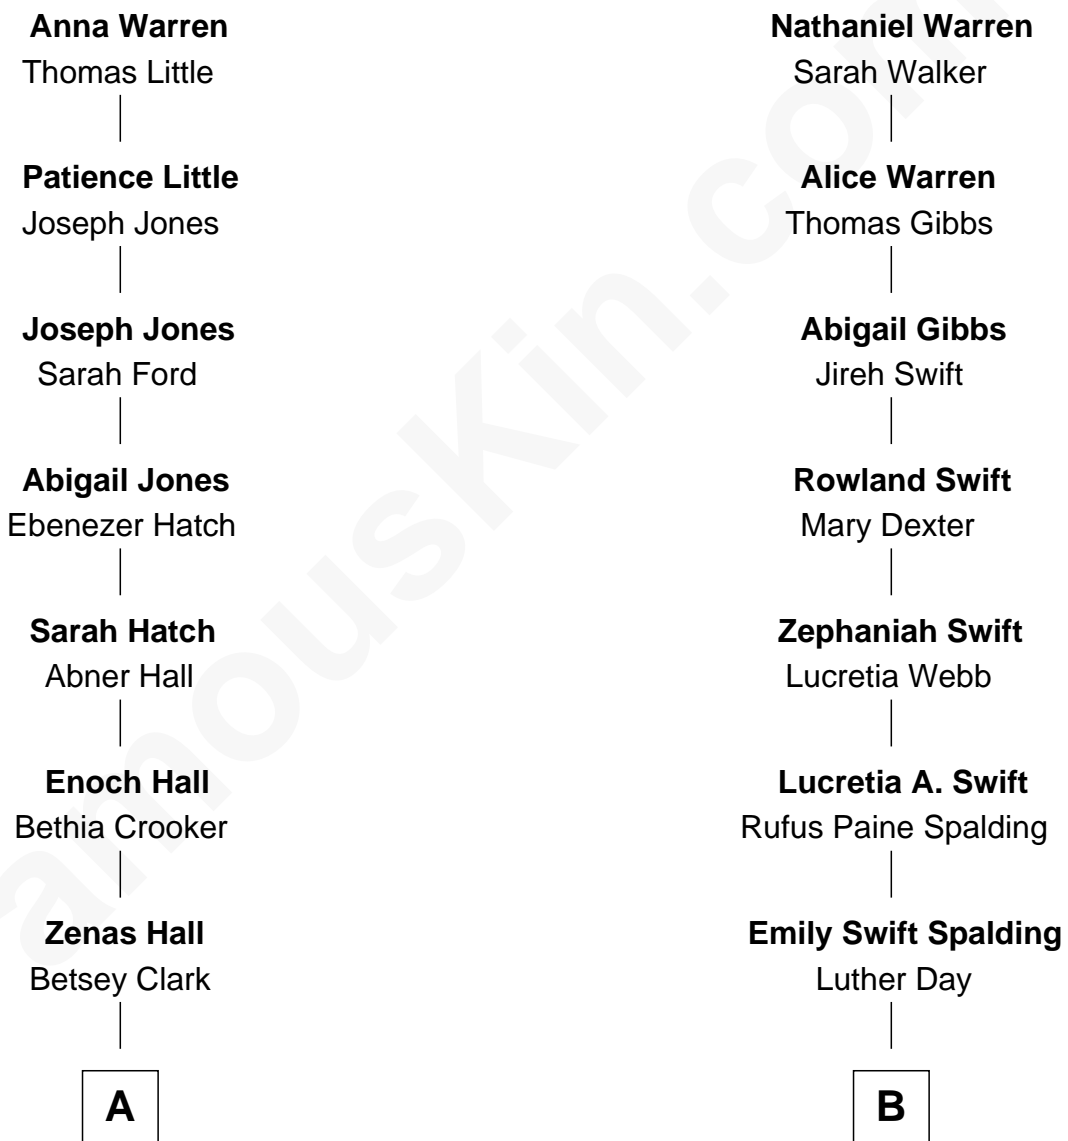 Anna Warren
Thomas Little
Patience Little
Joseph Jones
Joseph Jones
Sarah Ford
Abigail Jones
Ebenezer Hatch
Sarah Hatch
Abner Hall
Enoch Hall
Bethia Crooker
Zenas Hall
Betsey Clark
A
Nathaniel Warren
Sarah Walker
Alice Warren
Thomas Gibbs
Abigail Gibbs
Jireh Swift
Rowland Swift
Mary Dexter
Zephaniah Swift
Lucretia Webb
Lucretia A. Swift
Rufus Paine Spalding
Emily Swift Spalding
Luther Day
B
amouskin.com